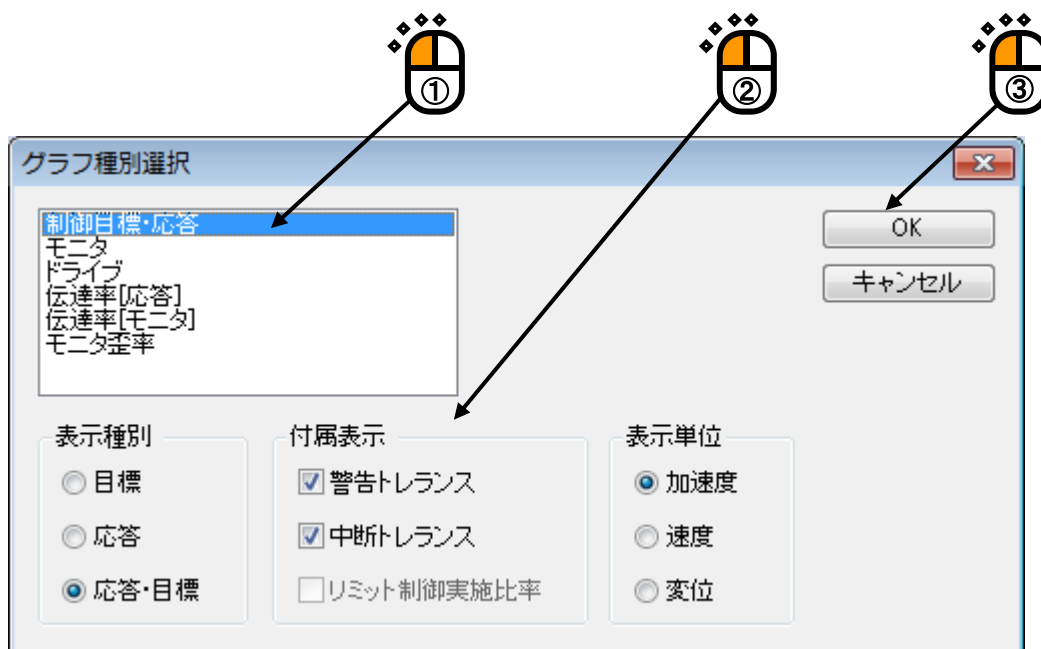 ① ② ③
グラフ種別選択
制御目標・応答
モニタ
ドライブ
伝達率[応答]
伝達率[モニタ]
モニタ歪率
OK
キャンセル
表示種別
目標
応答
応答・目標
付属表示
警告トレランス
中断トレランス
リミット制御実施比率
表示単位
加速度
速度
変位